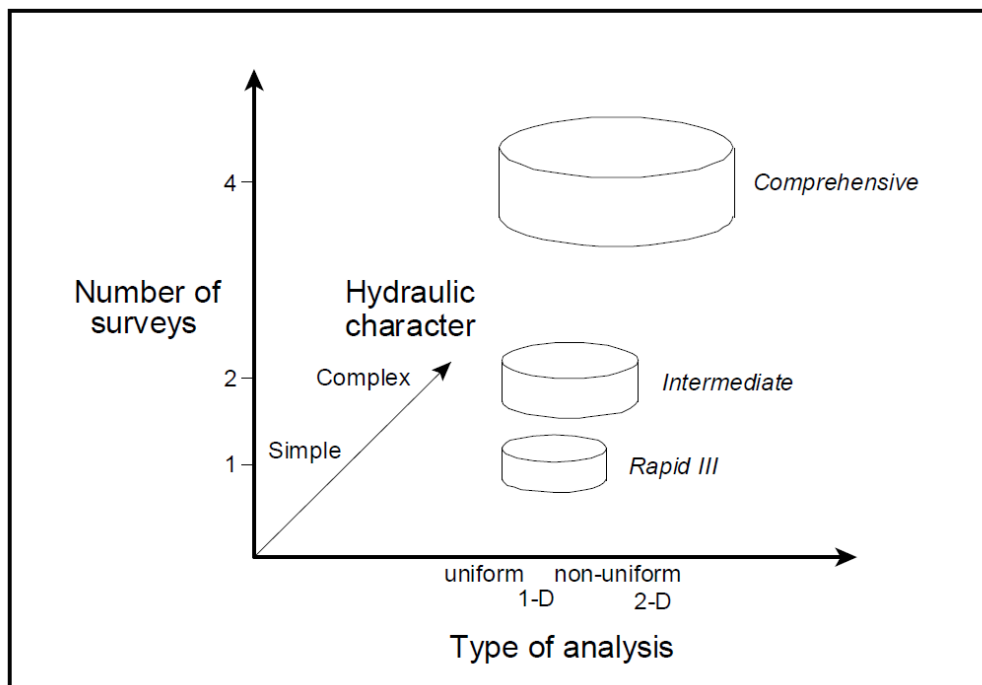 4
Comprehensive
Number of
surveys
Hydraulic
character
Complex
2
Intermediate
Simple
1
Rapid III
uniform
non-uniform
1-D
2-D
Type of analysis